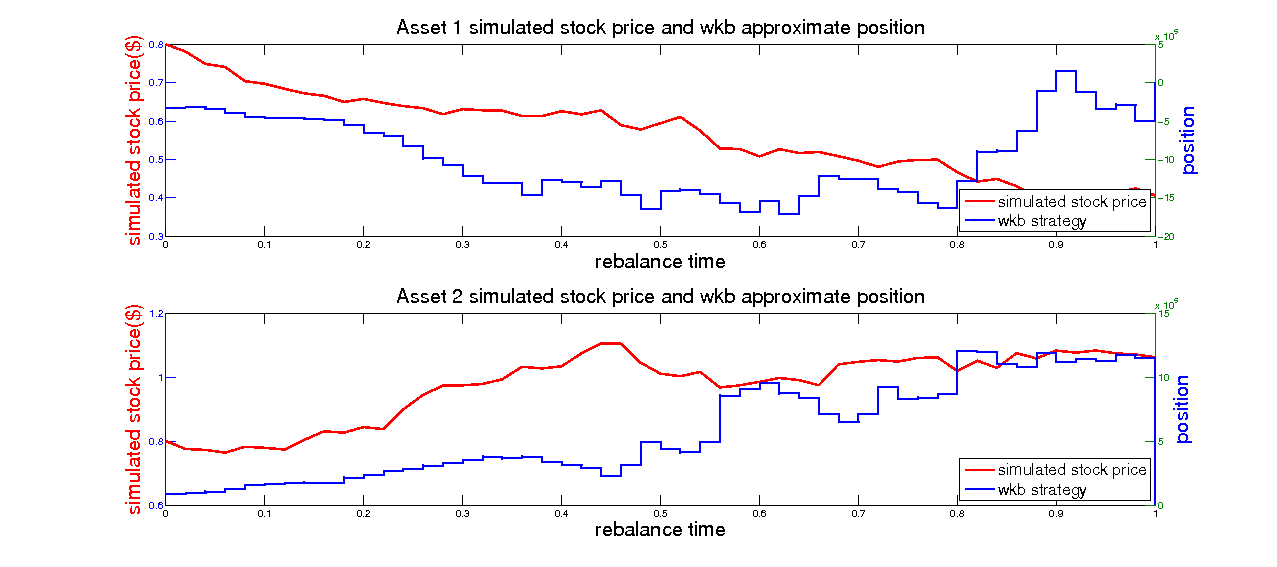 Asset 1 simulated stock price and wkb approximate position
x 10^5
simulated stock price($)
0.8
0.7
0.6
0.5
0.4
0.3
5
0
−5
−10
−15
−20
position
simulated stock price
wkb strategy
0 0.1 0.2 0.3 0.4 0.5 0.6 0.7 0.8 0.9 1
rebalance time
Asset 2 simulated stock price and wkb approximate position
x 10^5
simulated stock price($)
1.2
1
0.8
0.6
15
10
5
0
position
simulated stock price
wkb strategy
0 0.1 0.2 0.3 0.4 0.5 0.6 0.7 0.8 0.9 1
rebalance time